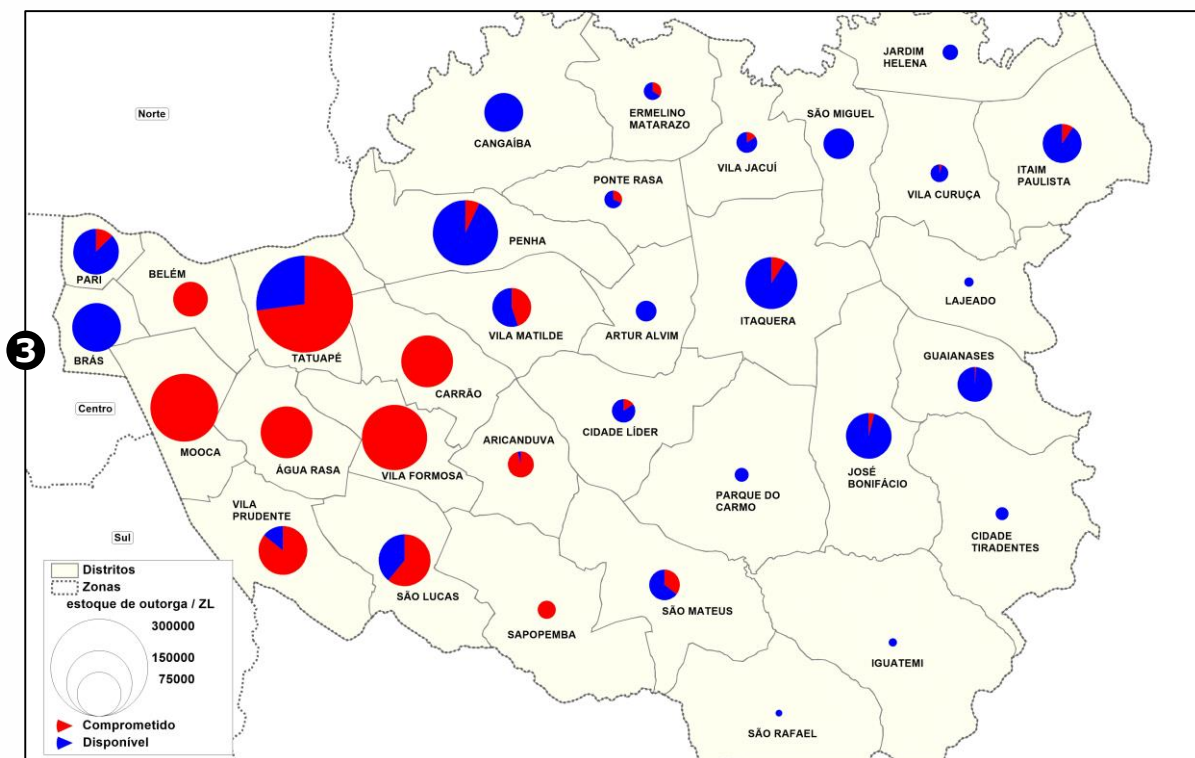 JARDIM
HELENA
Norte
ERMELINO
MATARAZO
SÃO MIGUEL
CANGAÍBA
VILA JACUÍ
ITAIM
PAULISTA
PONTE RASA
VILA CURUÇA
PENHA
PARI
BELÉM
LAJEADO
ITAQUERA
VILA MATILDE
ARTUR ALVIM
3
BRÁS
TATUAPÉ
GUAIANASES
CARRÃO
Centro
CIDADE LÍDER
ARICANDUVA
MOOCA
ÁGUA RASA
VILA FORMOSA
JOSÉ
BONIFÁCIO
PARQUE DO
CARMO
VILA
PRUDENTE
Sul
CIDADE
TIRADENTES
SÃO LUCAS
SÃO MATEUS
SAPOPEMBA
IGUATEMI
SÃO RAFAEL
Distritos
Zonas
estoque de outorga / ZL
300000
150000
75000
Comprometido
Disponível